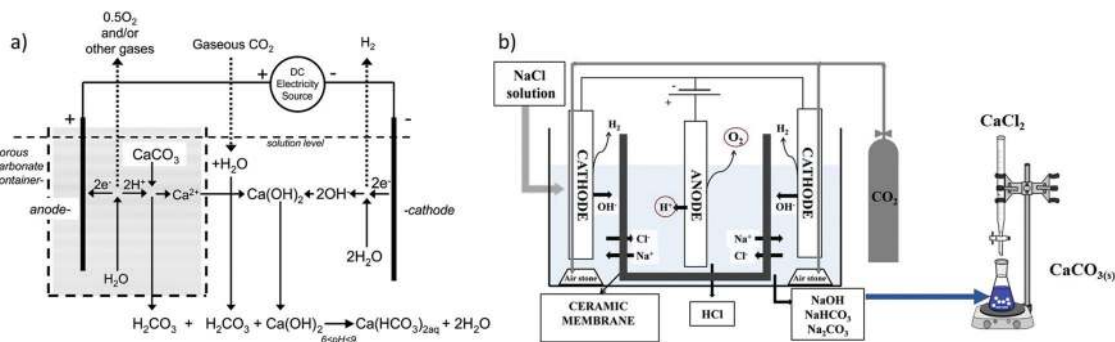 a)
0.5O₂
and/or
other gases
Gaseous CO₂
H₂
+
DC
Electricity
Source
-
+
-
solution level
orous
arbonate
ontainer-
CaCO₃
+H₂O
2e⁻
2H⁺
Ca²⁺
Ca(OH)₂
2OH⁻
2e⁻
anode-
-cathode
H₂O
2H₂O
H₂CO₃ + H₂CO₃ + Ca(OH)₂ → Ca(HCO₃)₂aq + 2H₂O
6<pH<9
b)
NaCl
solution
-
+
H₂
O₂
H₂
CATHODE
ANODE
CATHODE
OH⁻
H⁺
OH⁻
Cl⁻
Na⁺
Na⁺
Cl⁻
Air stone
Air stone
CERAMIC
MEMBRANE
HCl
NaOH
NaHCO₃
Na₂CO₃
CO₂
CaCl₂
CaCO₃(s)